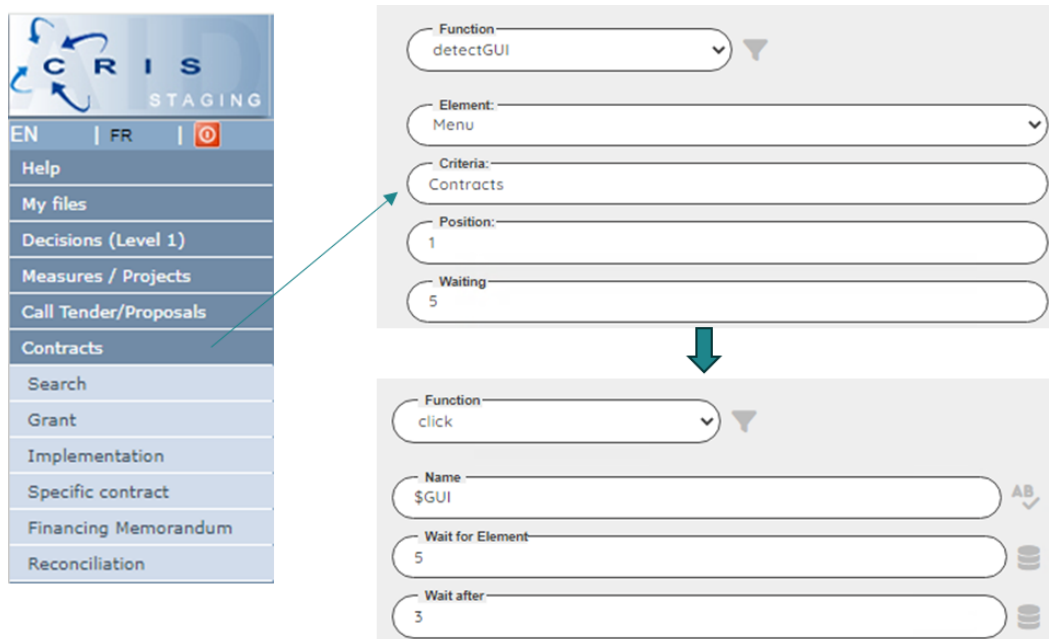 CRIS
STAGING
EN | FR |
Help
My files
Decisions (Level 1)
Measures / Projects
Call Tender/Proposals
Contracts
Search
Grant
Implementation
Specific contract
Financing Memorandum
Reconciliation
Function
detectGUI
Element:
Menu
Criteria:
Contracts
Position:
1
Waiting
5
Function
click
Name
$GUI
AB
Wait for Element
5
Wait after
3